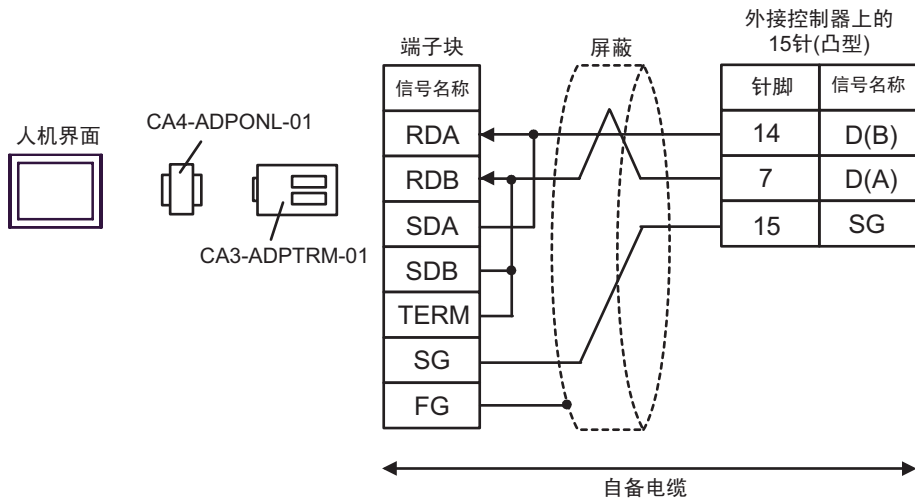 外接控制器上的
15针(凸型)
端子块
屏蔽
信号名称
针脚
信号名称
人机界面
CA4-ADPONL-01
CA3-ADPTRM-01
RDA
14
D(B)
RDB
7
D(A)
SDA
15
SG
SDB
TERM
SG
FG
自备电缆